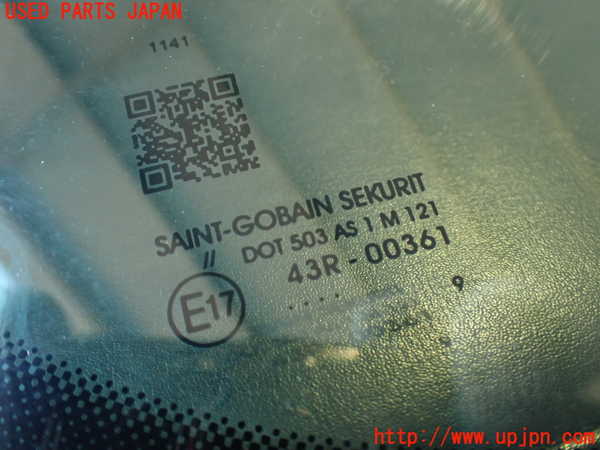 USED PARTS JAPAN
1141
SAINT-GOBAIN SEKURIT
// DOT 503 AS 1 M 121
43R - 00361
E17
. . . . 9
http://www.upjpn.com/